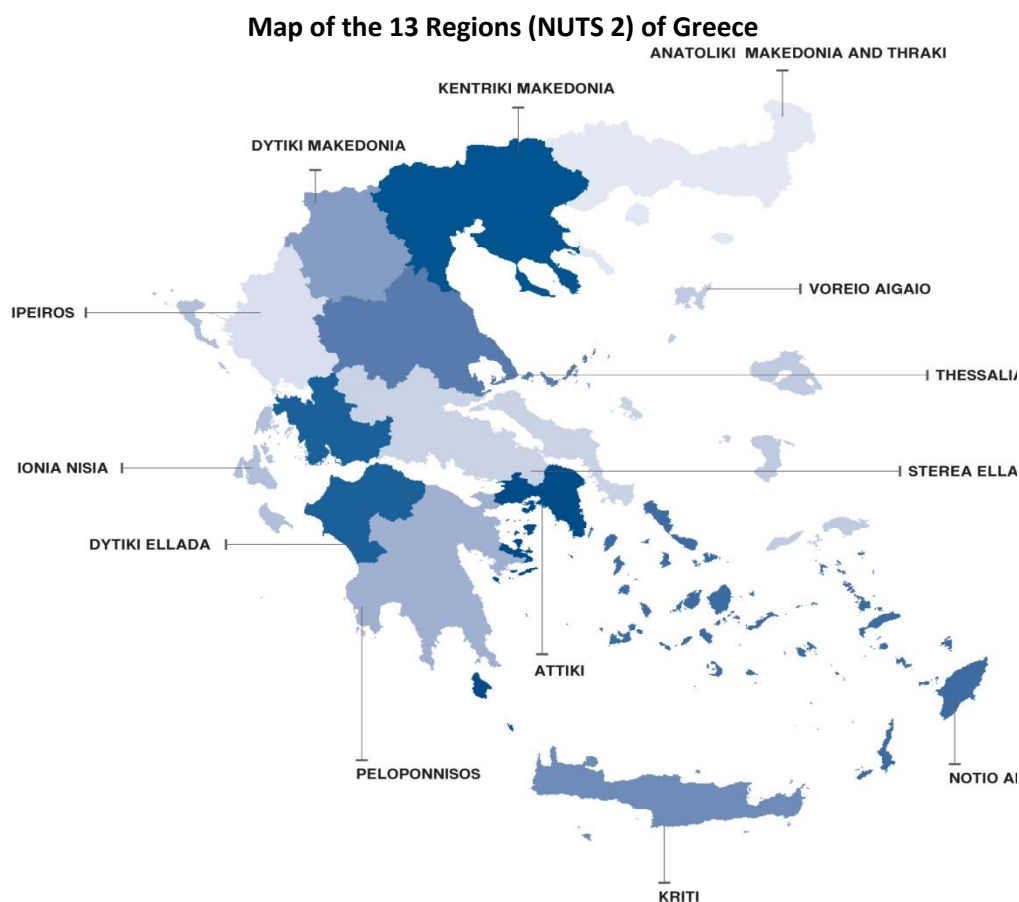 Map of the 13 Regions (NUTS 2) of Greece
ANATOLIKI MAKEDONIA AND THRAKI
KENTRIKI MAKEDONIA
DYTIKI MAKEDONIA
VOREIO AIGAIO
IPEIROS
THESSALIA
IONIA NISIA
STEREA ELLA
DYTIKI ELLADA
ATTIKI
PELOPONNISOS
NOTIO AI
KRITI